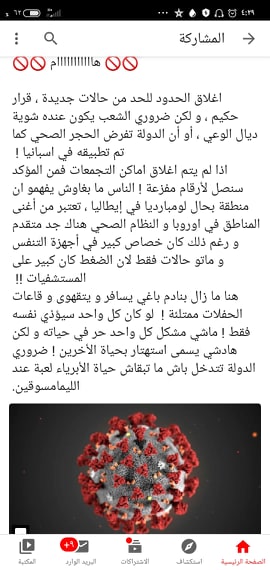 ٤:٢٩
المشاركة
🚫🚫 هااااااااااام 🚫🚫
اغلاق الحدود للحد من حالات جديدة ، قرار
حكيم ، و لكن ضروري الشعب يكون عنده شوية
ديال الوعي ، أو أن الدولة تفرض الحجر الصحي كما
تم تطبيقه في اسبانيا !
اذا لم يتم اغلاق اماكن التجمعات فمن المؤكد
سنصل لأرقام مفزعة ! الناس ما بغاوش يفهمو ان
منطقة بحال لومبارديا في إيطاليا ، تعتبر من أغنى
المناطق في اوروبا و النظام الصحي هناك جد متقدم
و رغم ذلك كان خصاص كبير في أجهزة التنفس
و ماتو حالات فقط لان الضغط كان كبير على
المستشفيات !!
هنا ما زال بنادم باغي يسافر و يتقهوى و قاعات
الحفلات ممتلئة ! لو كان كل واحد سيؤذي نفسه
فقط ! ماشي مشكل كل واحد حر في حياته و لكن
هادشي يسمى استهتار بحياة الأخرين ! ضروري
الدولة تتدخل باش ما تبقاش حياة الأبرياء لعبة عند
الليمامسوقين.
الصفحة الرئيسية
استكشاف
الاشتراكات
البريد الوارد
+٩
المكتبة